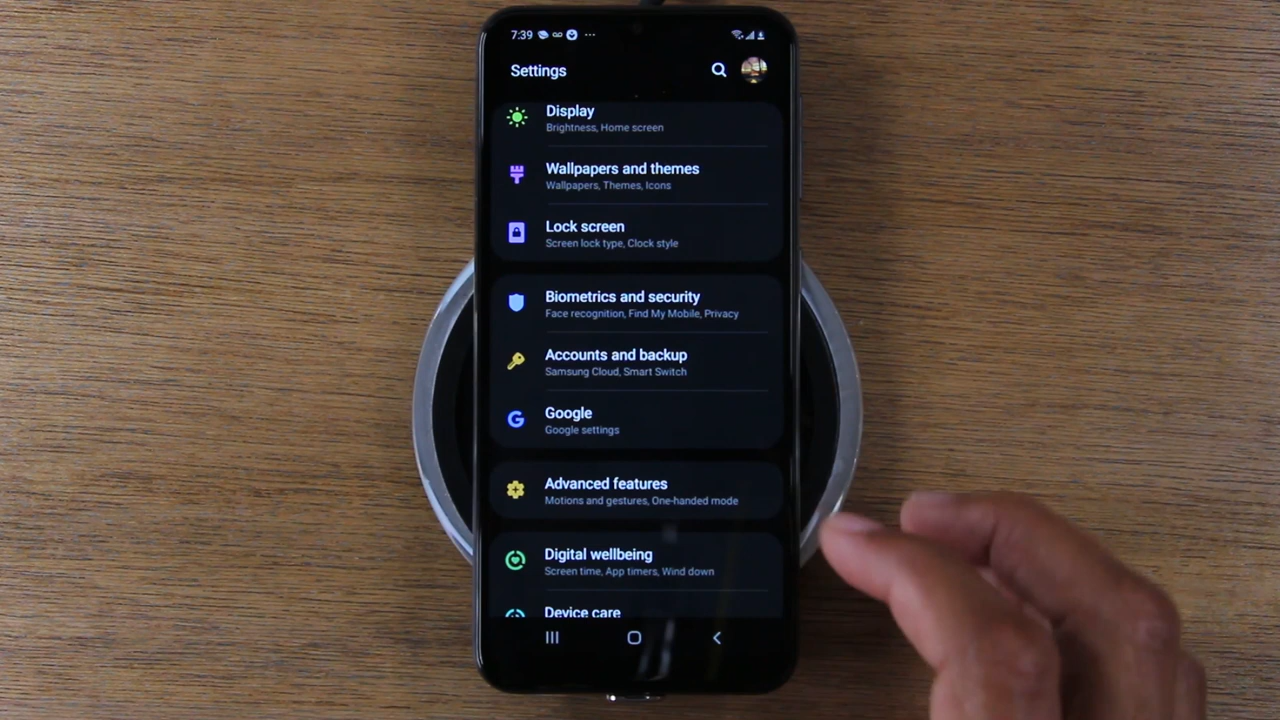 7:39
Settings
Display
Brightness, Home screen
Wallpapers and themes
Wallpapers, Themes, Icons
Lock screen
Screen lock type, Clock style
Biometrics and security
Face recognition, Find My Mobile, Privacy
Accounts and backup
Samsung Cloud, Smart Switch
Google
Google settings
Advanced features
Motions and gestures, One-handed mode
Digital wellbeing
Screen time, App timers, Wind down
Device care